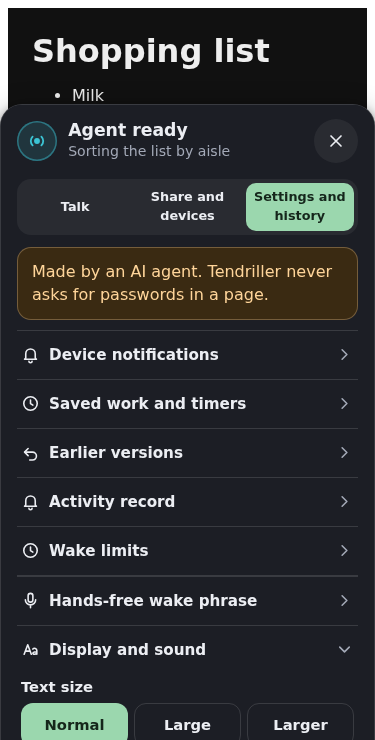 Shopping list
• Milk
Agent ready
Sorting the list by aisle
Talk
Share and
devices
Settings and
history
Made by an AI agent. Tendriller never
asks for passwords in a page.
Device notifications
Saved work and timers
Earlier versions
Activity record
Wake limits
Hands-free wake phrase
Aa Display and sound
Text size
Normal
Large
Larger